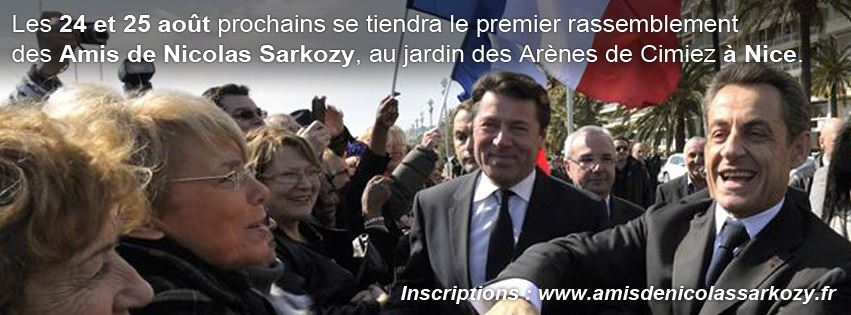 Les 24 et 25 août prochains se tiendra le premier rassemblement
des Amis de Nicolas Sarkozy, au jardin des Arènes de Cimiez à Nice.
Inscriptions : www.amisdenicolassarkozy.fr